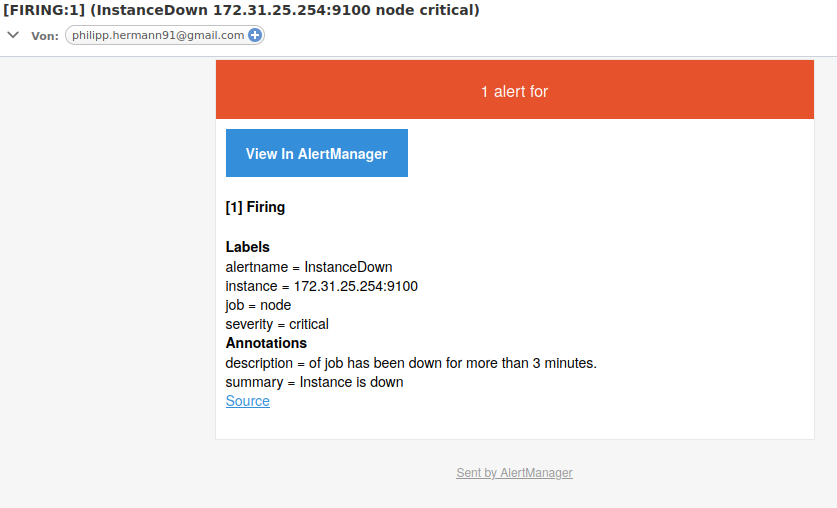 [FIRING:1] (InstanceDown 172.31.25.254:9100 node critical)
Von: philipp.hermann91@gmail.com
1 alert for
View In AlertManager
[1] Firing
Labels
alertname = InstanceDown
instance = 172.31.25.254:9100
job = node
severity = critical
Annotations
description = of job has been down for more than 3 minutes.
summary = Instance is down
Source
Sent by AlertManager